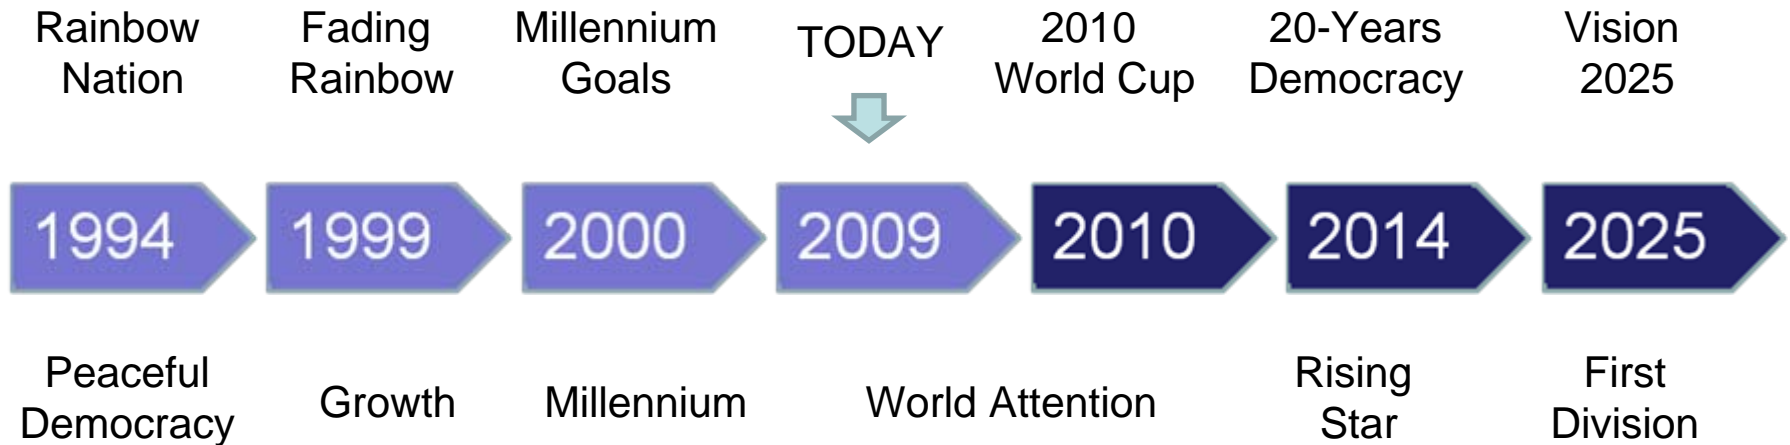 Rainbow
Nation
Fading
Rainbow
Millennium
Goals
TODAY
2010
World Cup
20-Years
Democracy
Vision
2025
1994
1999
2000
2009
2010
2014
2025
Peaceful
Democracy
Growth
Millennium
World Attention
Rising
Star
First
Division